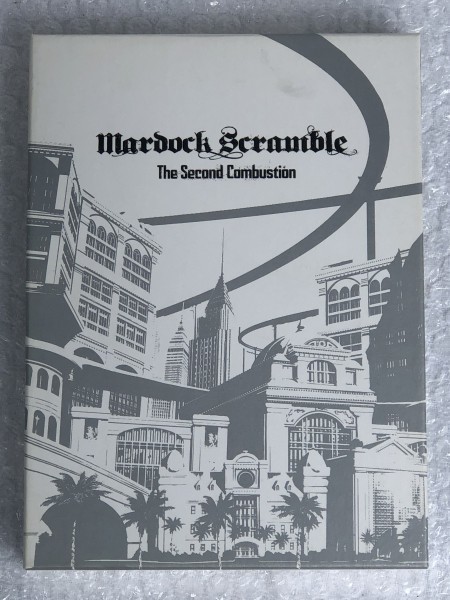 Mardock Scramble
The Second Combustion